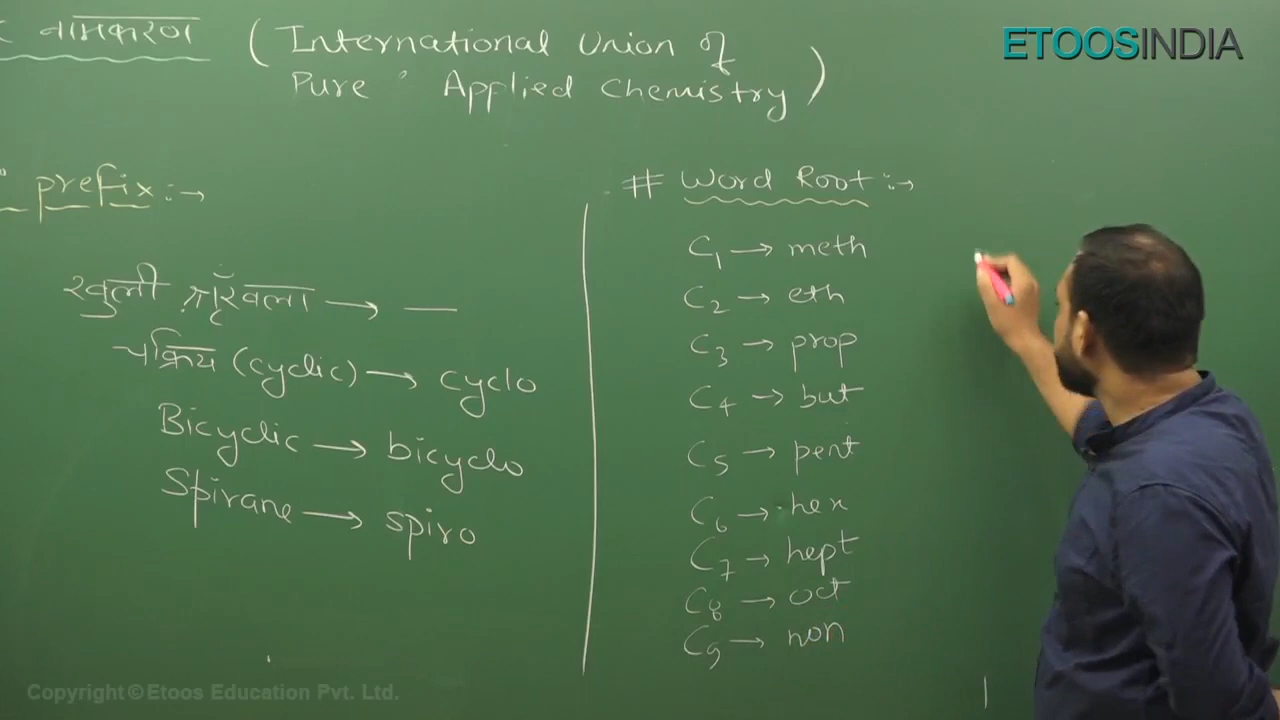 नामकरण (International Union of
Pure ' Applied Chemistry)
ETOOSINDIA
prefix :→
खुली शृँखला → —
चक्रिय (cyclic) → cyclo
Bicyclic → bicyclo
Spirane → spiro
# Word Root :→
C₁ → meth
C₂ → eth
C₃ → prop
C₄ → but
C₅ → pent
C₆ → hex
C₇ → hept
C₈ → oct
C₉ → non
Copyright © Etoos Education Pvt. Ltd.